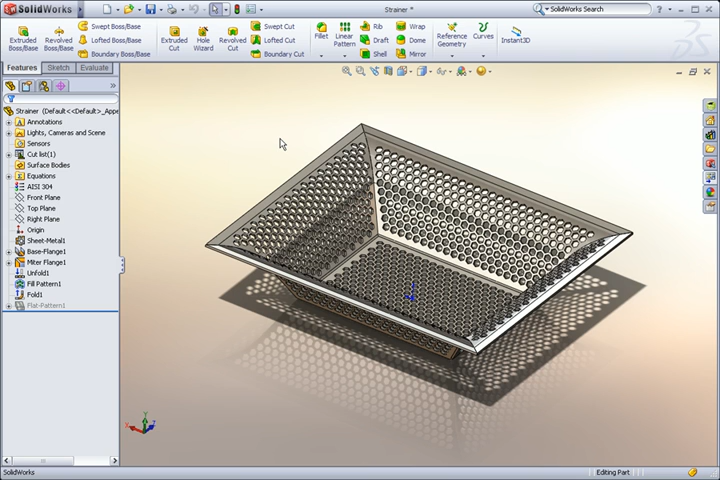 SolidWorks
Strainer *
SolidWorks Search
Extruded Boss/Base
Revolved Boss/Base
Swept Boss/Base
Lofted Boss/Base
Boundary Boss/Base
Extruded Cut
Hole Wizard
Revolved Cut
Swept Cut
Lofted Cut
Boundary Cut
Fillet
Linear Pattern
Rib
Draft
Shell
Wrap
Dome
Mirror
Reference Geometry
Curves
Instant3D
Features
Sketch
Evaluate
Strainer (Default<<Default>_Appe
Annotations
Lights, Cameras and Scene
Sensors
Cut list(1)
Surface Bodies
Equations
AISI 304
Front Plane
Top Plane
Right Plane
Origin
Sheet-Metal1
Base-Flange1
Miter Flange1
Unfold1
Fill Pattern1
Fold1
Flat-Pattern1
SolidWorks
Editing Part